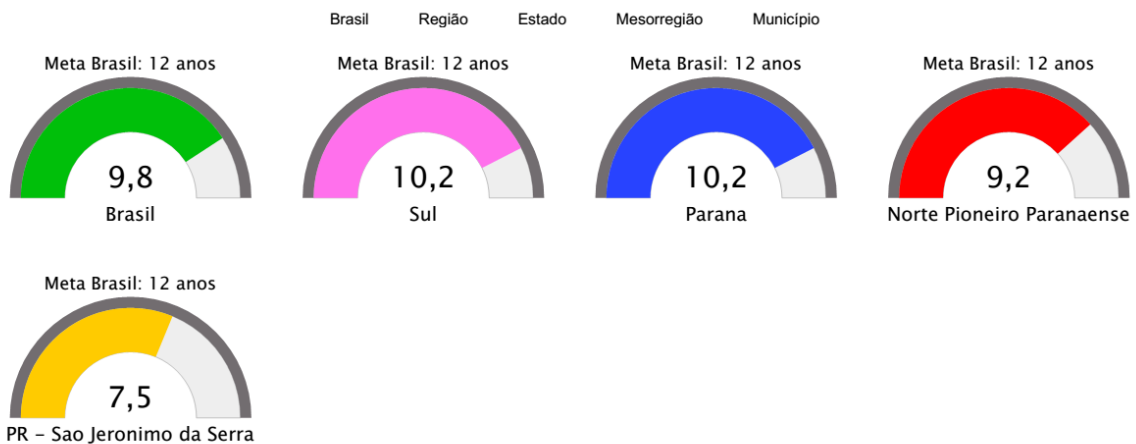 Brasil Região Estado Mesorregião Município
Meta Brasil: 12 anos
9,8
Brasil
Meta Brasil: 12 anos
10,2
Sul
Meta Brasil: 12 anos
10,2
Parana
Meta Brasil: 12 anos
9,2
Norte Pioneiro Paranaense
Meta Brasil: 12 anos
7,5
PR – Sao Jeronimo da Serra